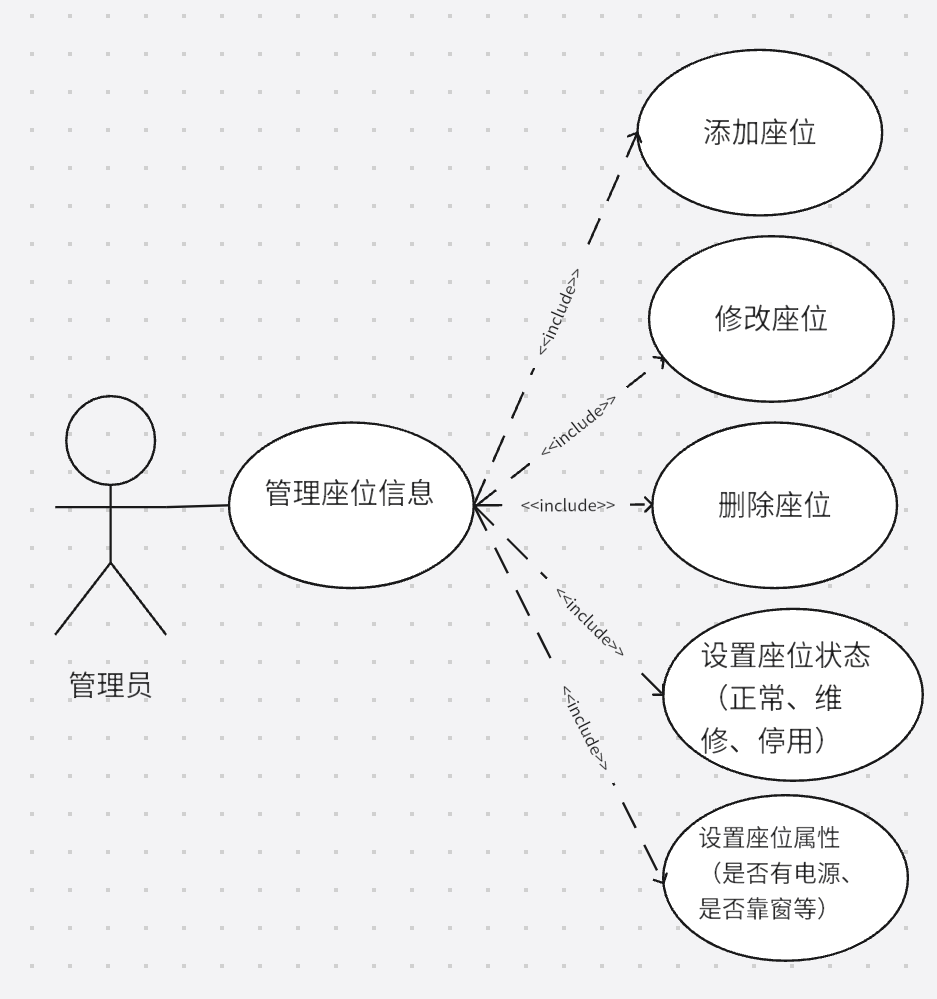 添加座位
<<include>>
修改座位
<<include>>
管理座位信息
<<include>>
删除座位
<<include>>
设置座位状态
（正常、维
修、停用）
管理员
<<include>>
设置座位属性
（是否有电源、
是否靠窗等）